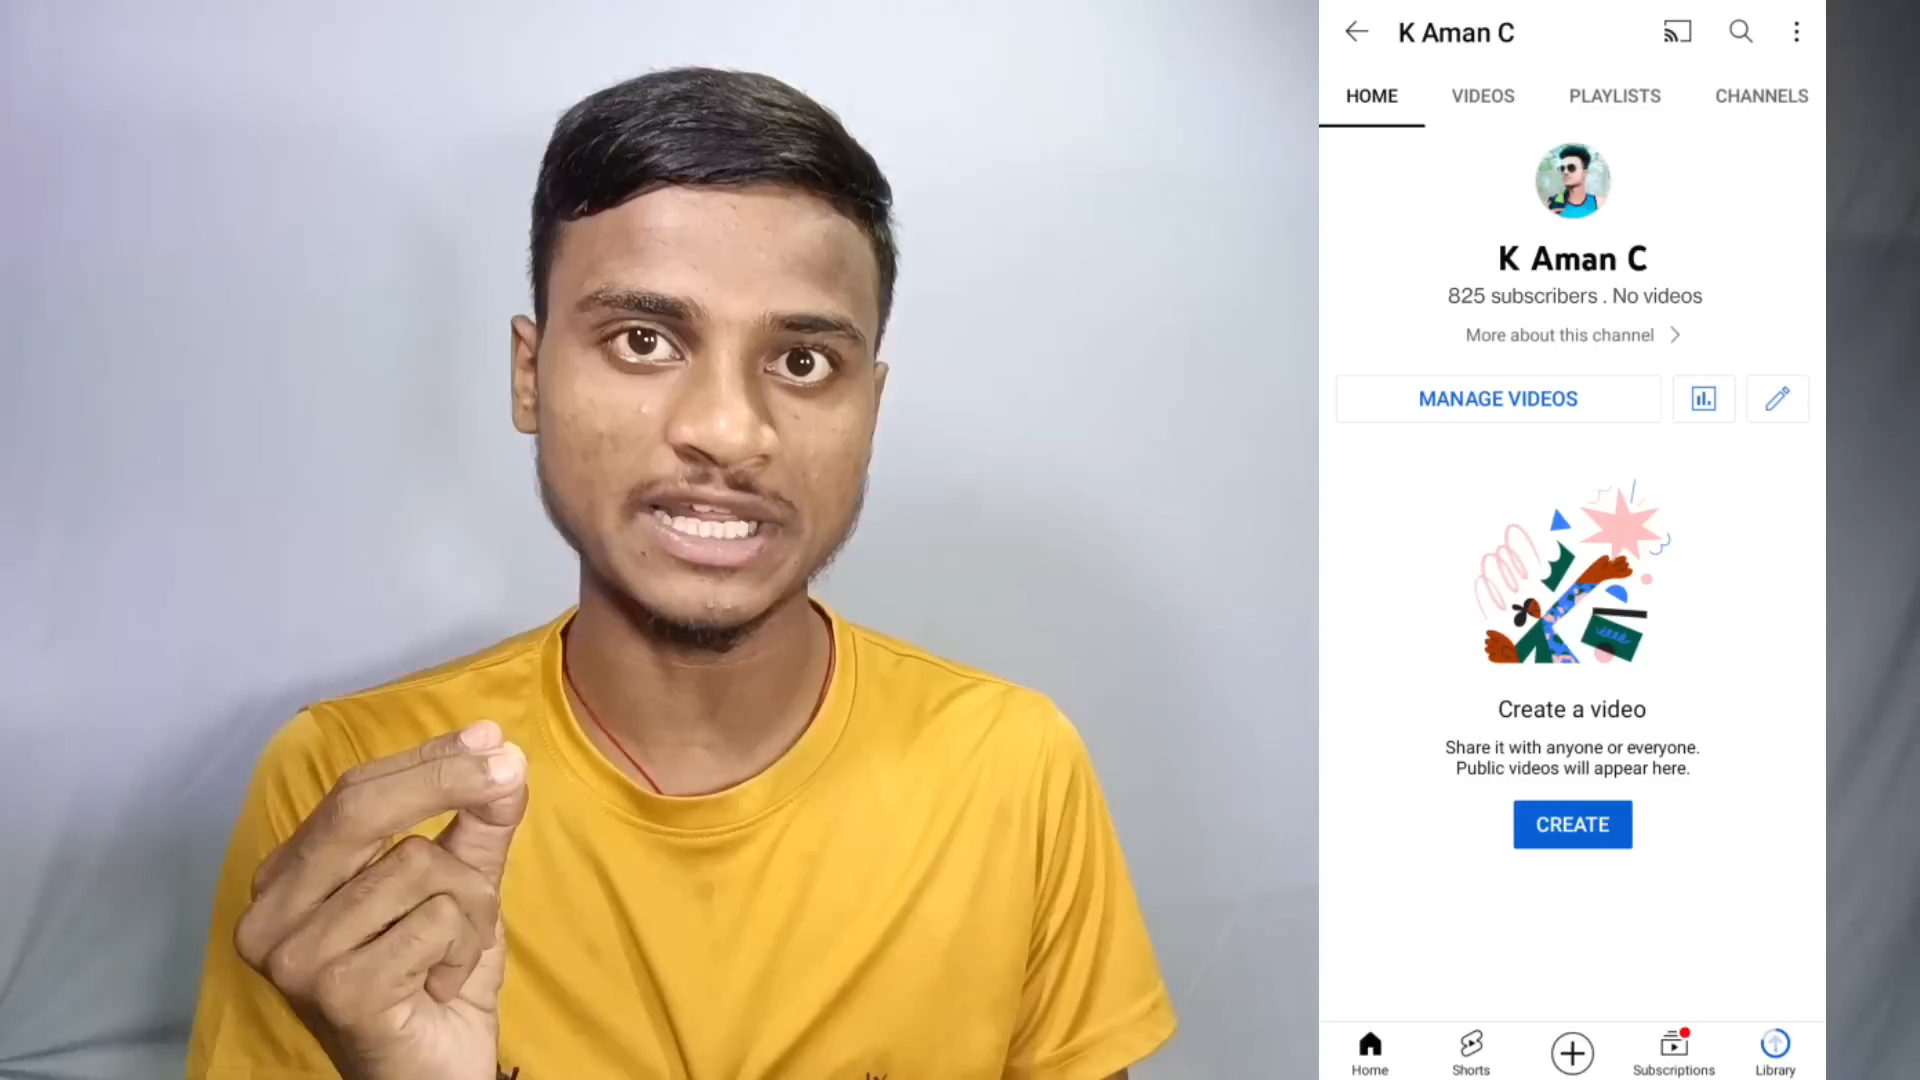 K Aman C
HOME VIDEOS PLAYLISTS CHANNELS
K Aman C
825 subscribers . No videos
More about this channel
MANAGE VIDEOS
Create a video
Share it with anyone or everyone.
Public videos will appear here.
CREATE
Home Shorts Subscriptions Library